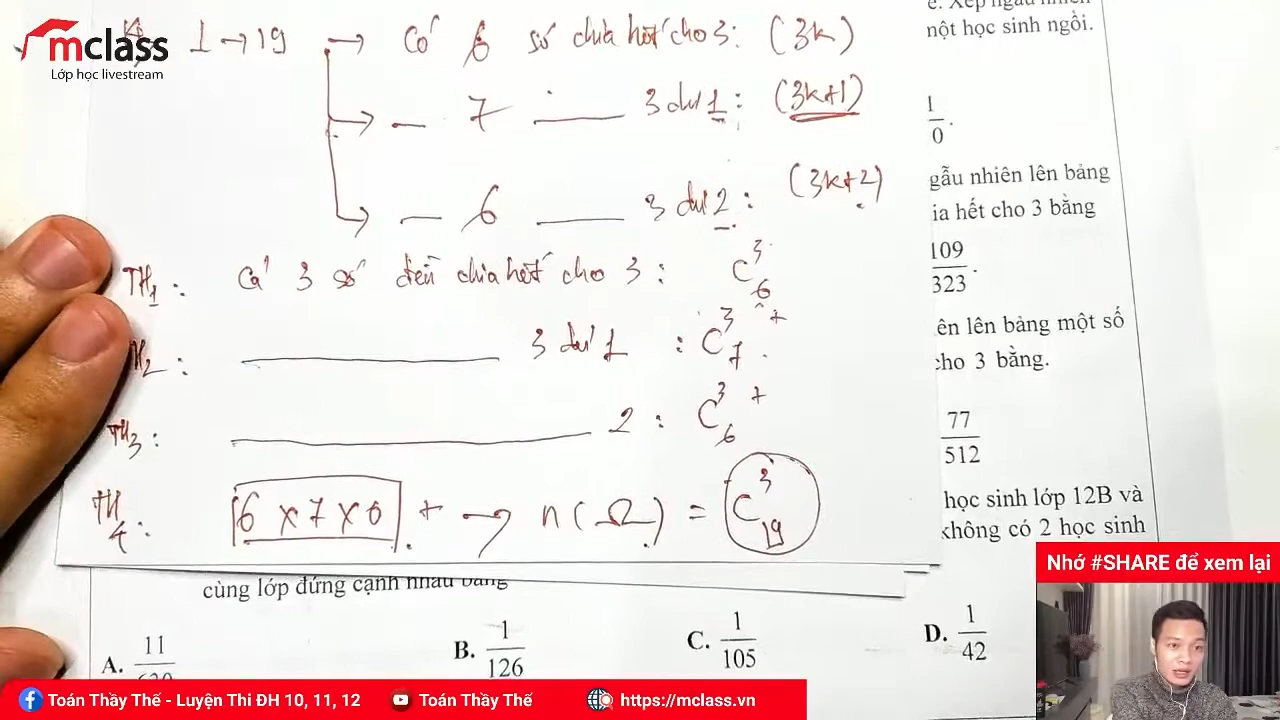 mclass
Lớp học livestream
1 → 19 → Có 6 số chia hết cho 3: (3k)
→ — 7 —— 3 dư 1: (3k+1)
→ — 6 —— 3 dư 2: (3k+2)
TH1: Cả 3 số đều chia hết cho 3: C³₆
TH2: —— 3 dư 1 : C³₇ +
TH3: —— 2 : C³₆ +
TH4: 6 x 7 x 6 + → n(Ω) = C³₁₉
một học sinh ngồi.
1/0.
gẫu nhiên lên bảng
ia hết cho 3 bằng
109/323.
ên lên bảng một số
cho 3 bằng.
77/512
học sinh lớp 12B và
không có 2 học sinh
cùng lớp đứng cạnh nhau bằng
A. 11/630
B. 1/126
C. 1/105
D. 1/42
Nhớ #SHARE để xem lại
Toán Thầy Thế - Luyện Thi ĐH 10, 11, 12
Toán Thầy Thế
https://mclass.vn